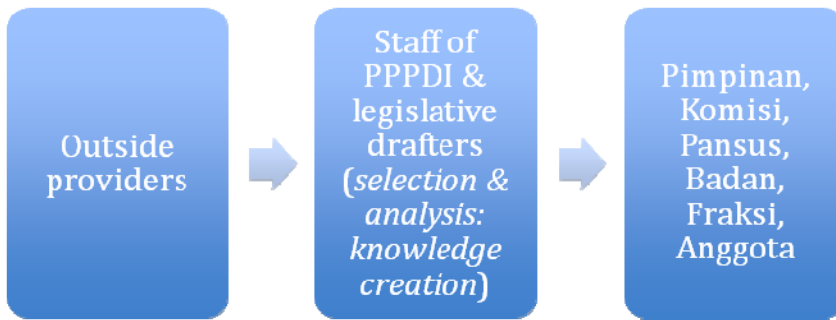 Outside
providers
Staff of
PPPDI &
legislative
drafters
(selection &
analysis:
knowledge
creation)
Pimpinan,
Komisi,
Pansus,
Badan,
Fraksi,
Anggota